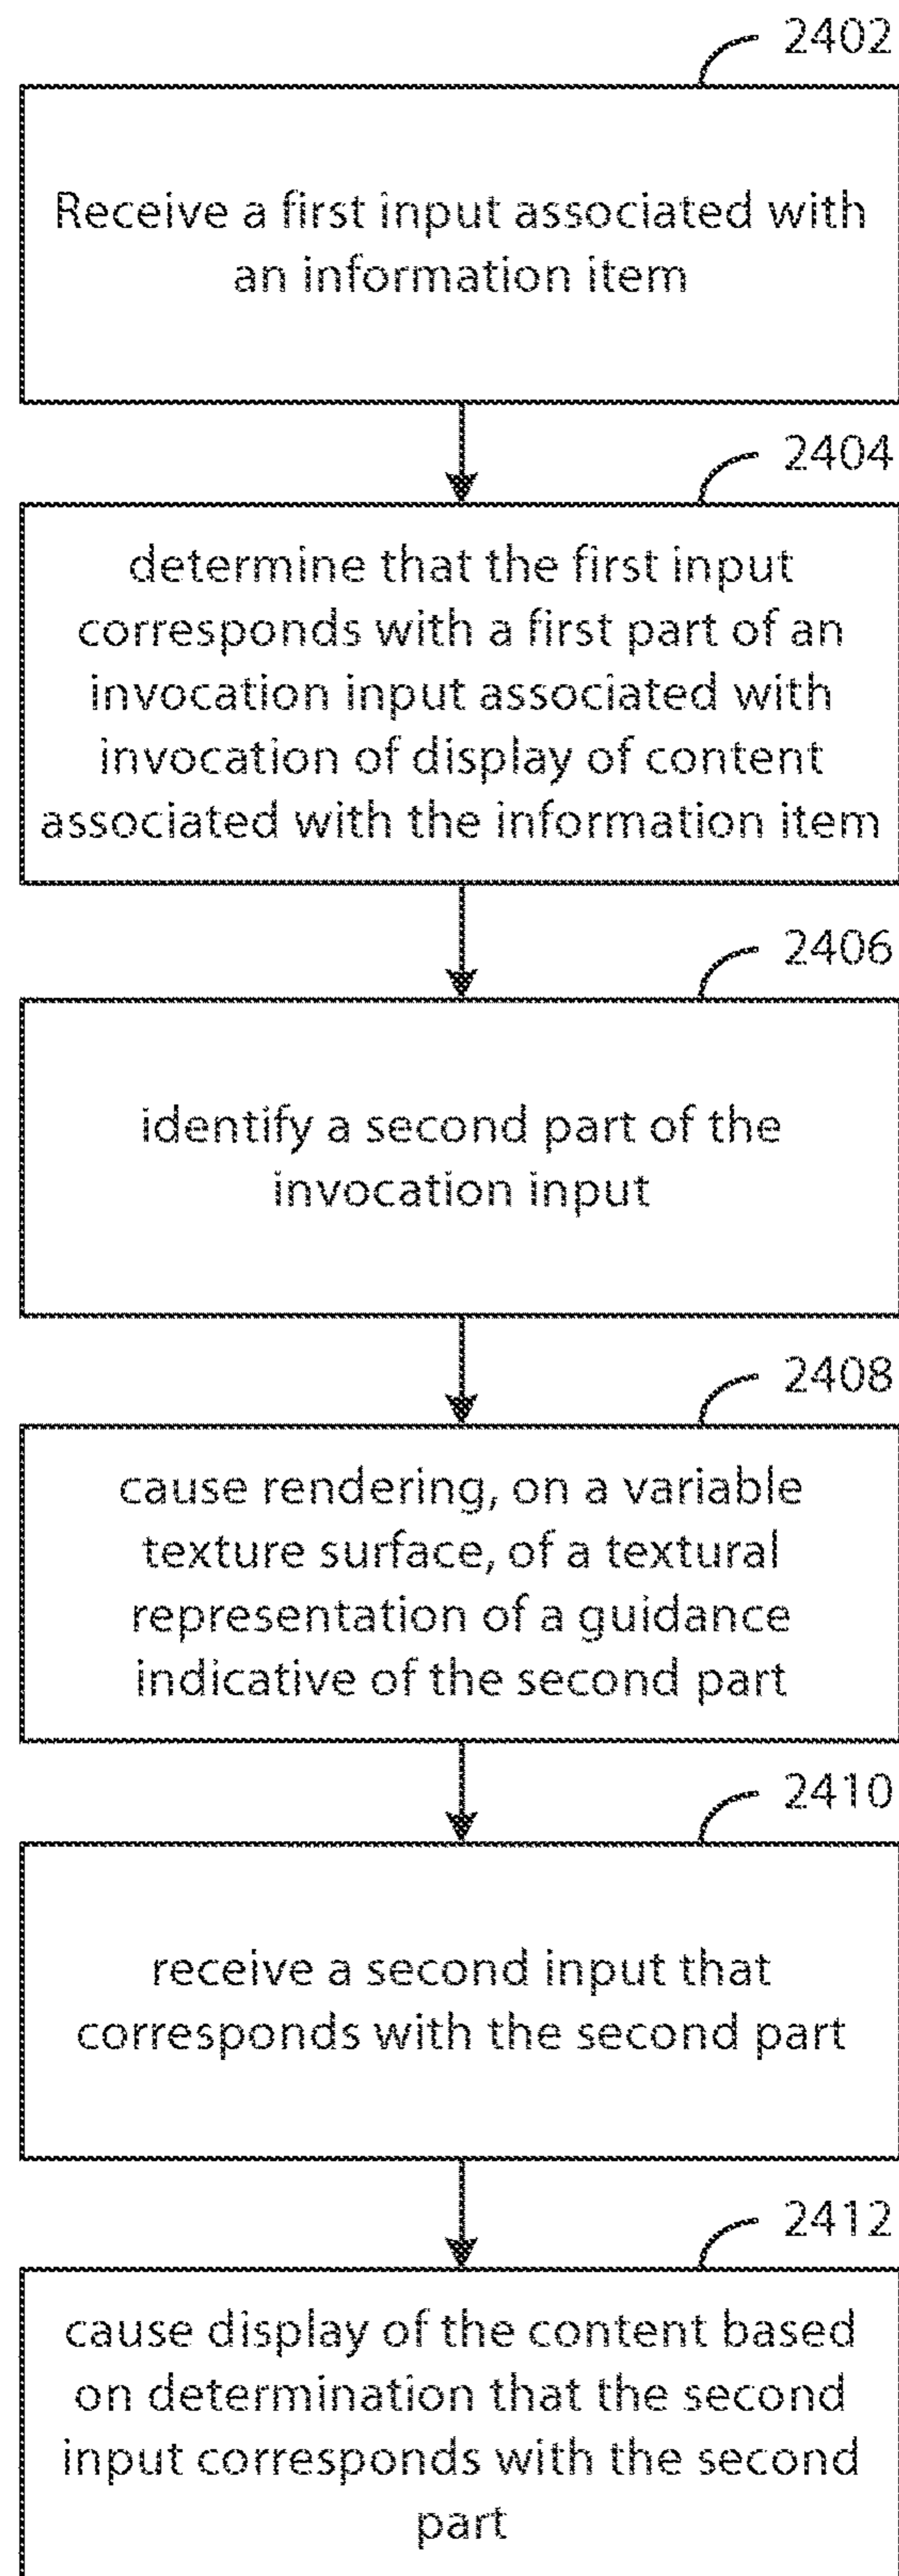 2402
Receive a first input associated with
an information item
2404
determine that the first input
corresponds with a first part of an
invocation input associated with
invocation of display of content
associated with the information item
2406
identify a second part of the
invocation input
2408
cause rendering, on a variable
texture surface, of a textural
representation of a guidance
indicative of the second part
2410
receive a second input that
corresponds with the second part
2412
cause display of the content based
on determination that the second
input corresponds with the second
part